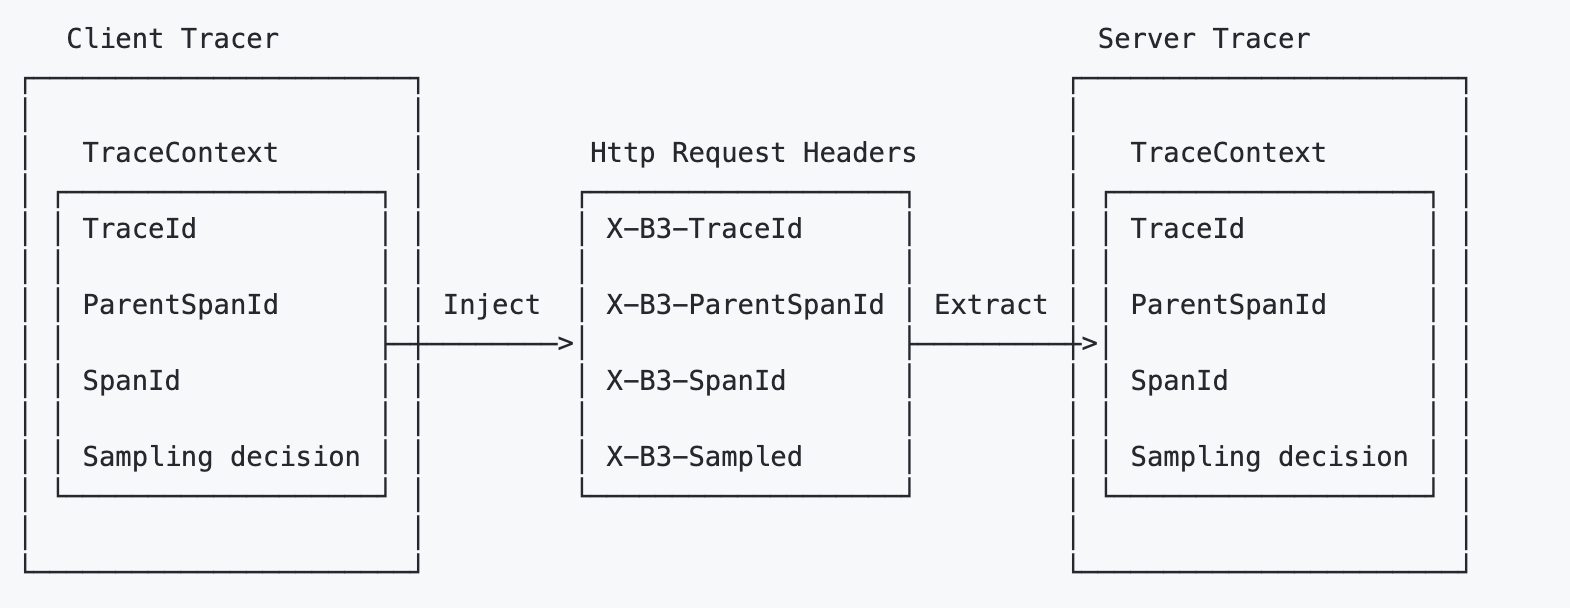 Client Tracer
Server Tracer
TraceContext
Http Request Headers
TraceContext
TraceId
X-B3-TraceId
TraceId
ParentSpanId
Inject
X-B3-ParentSpanId
Extract
ParentSpanId
SpanId
X-B3-SpanId
SpanId
Sampling decision
X-B3-Sampled
Sampling decision